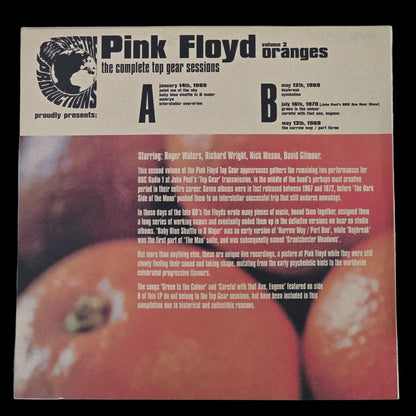 Pink Floyd volume 2
oranges
the complete top gear sessions
PRODUCTIONS
proudly presents:
A
january 14th, 1969
point me at the sky
baby blue shuffle in D major
embryo
interstellar overdrive
B
may 12th, 1969
daybreak
cymbaline
july 16th, 1970 (John Peel's BBC One Hour Show)
green is the colour
careful with that axe, eugene
may 12th, 1969
the narrow way / part three
Starring: Roger Waters, Richard Wright, Nick Mason, David Gilmour.
This second volume of the Pink Floyd Top Gear appearances gathers the remaining two performances for
BBC Radio 1 of John Peel's 'Top Gear' transmission, in the middle of the band's perhaps most creative
period in their entire career. Seven albums were in fact released between 1967 and 1972, before 'The Dark
Side of the Moon' pushed them to an interstellar successful trip that still endures nowadays.
In those days of the late 60's the Floyds wrote many pieces of music, bound them together, assigned them
a long series of working names and eventually ended them up in the definitive versions we hear on studio
albums. 'Baby Blue Shuffle in D Major' was an early version of 'Narrow Way / Part One', while 'Daybreak'
was the first part of 'The Man' suite, and was subsequently named 'Grantchester Meadows'.
But more than anything else, these are unique live recordings, a picture of Pink Floyd while they were still
slowly finding their sound and taking shape, mutating from the early psychedelic hints to the worldwide
celebrated progressive flavours.
The songs 'Green is the Colour' and 'Careful with that Axe, Eugene' featured on side
B of this LP do not belong to the Top Gear sessions, but have been included in this
compilation due to historical and collectible reasons.